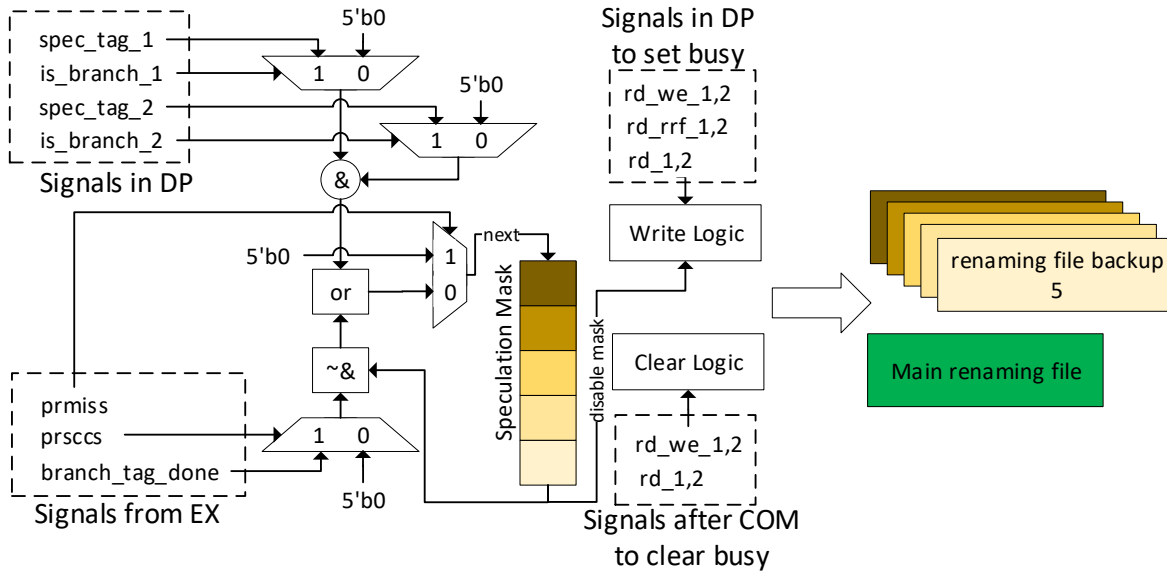 5'b0
spec_tag_1
is_branch_1
spec_tag_2
is_branch_2
1 0
5'b0
1 0
Signals in DP
&
5'b0
1
0
next
or
~&
prmiss
prsccs
branch_tag_done
1 0
5'b0
Signals from EX
Speculation Mask
disable mask
Signals in DP
to set busy
rd_we_1,2
rd_rrf_1,2
rd_1,2
Write Logic
Clear Logic
rd_we_1,2
rd_1,2
Signals after COM
to clear busy
renaming file backup
5
Main renaming file